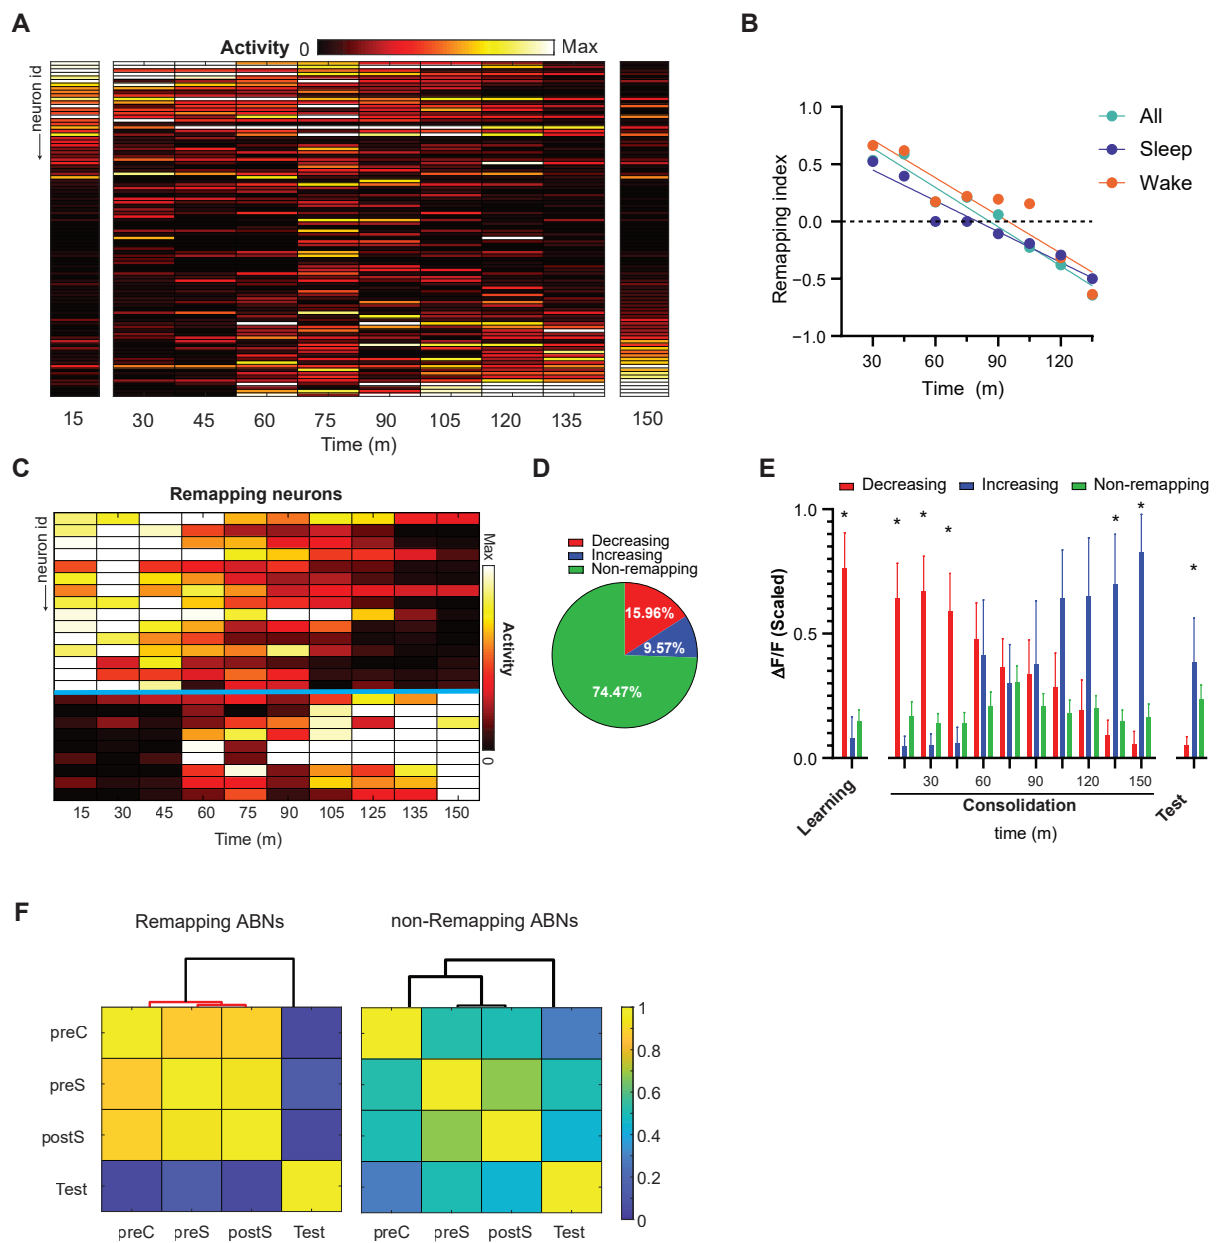 A
Activity 0 Max
neuron id
15 30 45 60 75 90 105 120 135 150
Time (m)
B
Remapping index
1.0
0.5
0.0
−0.5
−1.0
30 60 90 120
Time (m)
All
Sleep
Wake
C
Remapping neurons
neuron id
15 30 45 60 75 90 105 120 135 150
Time (m)
Max
Activity
0
D
Decreasing
Increasing
Non-remapping
15.96%
9.57%
74.47%
E
Decreasing Increasing Non-remapping
ΔF/F (Scaled)
1.0
0.5
0.0
* * * * * * *
Learning
30 60 90 120 150
Consolidation
time (m)
Test
F
Remapping ABNs non-Remapping ABNs
preC
preS
postS
Test
preC preS postS Test preC preS postS Test
1
0.8
0.6
0.4
0.2
0